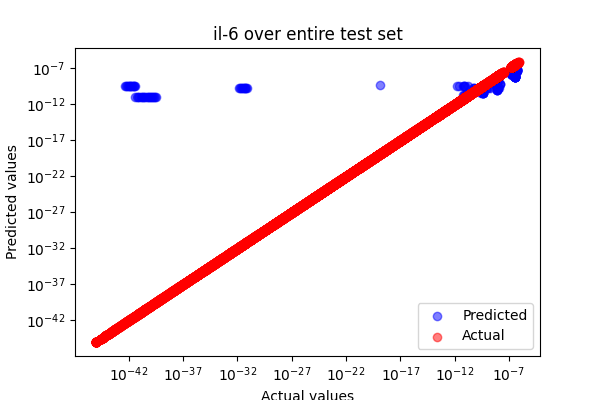 il-6 over entire test set
Predicted values
10⁻⁷
10⁻¹²
10⁻¹⁷
10⁻²²
10⁻²⁷
10⁻³²
10⁻³⁷
10⁻⁴²
Predicted
Actual
10⁻⁴² 10⁻³⁷ 10⁻³² 10⁻²⁷ 10⁻²² 10⁻¹⁷ 10⁻¹² 10⁻⁷
Actual values